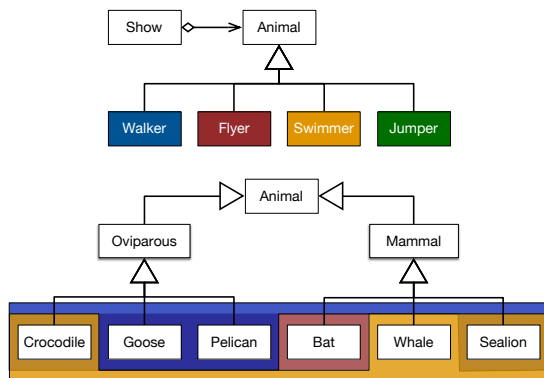 Show Animal
Walker Flyer Swimmer Jumper
Animal
Oviparous Mammal
Crocodile Goose Pelican Bat Whale Sealion